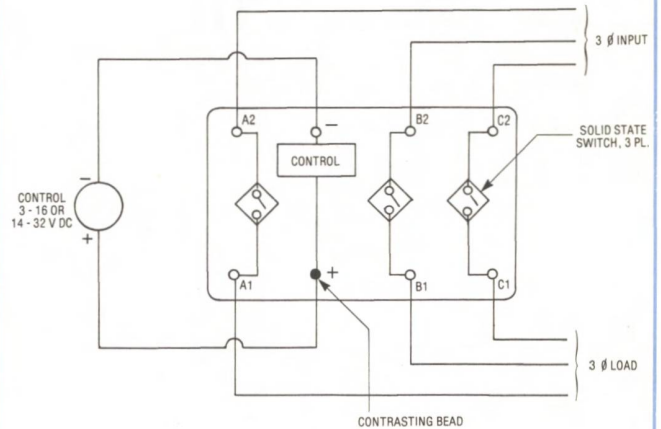 3 Ø INPUT
A2
−
B2
C2
SOLID STATE
SWITCH, 3 PL.
CONTROL
−
CONTROL
3 - 16 OR
14 - 32 V DC
+
A1
+
B1
C1
3 Ø LOAD
CONTRASTING BEAD